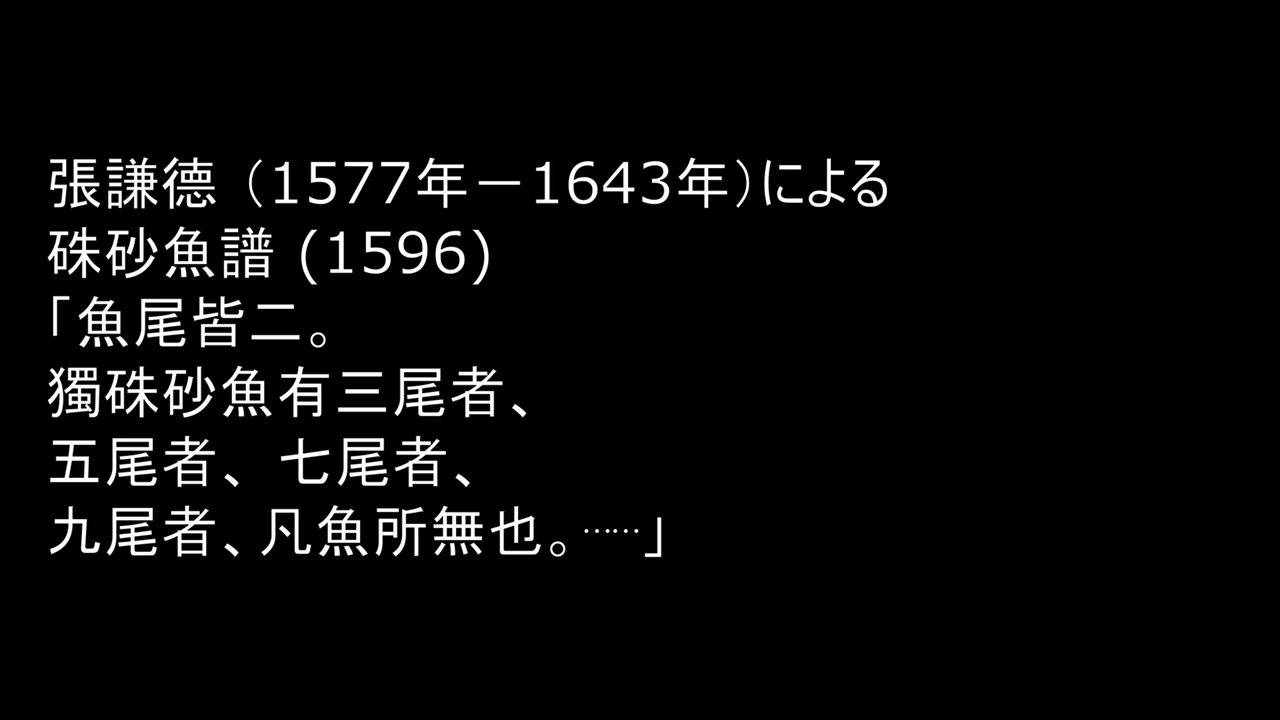 張謙德（1577年－1643年）による
硃砂魚譜 (1596)
「魚尾皆二。
獨硃砂魚有三尾者、
五尾者、七尾者、
九尾者、凡魚所無也。……」